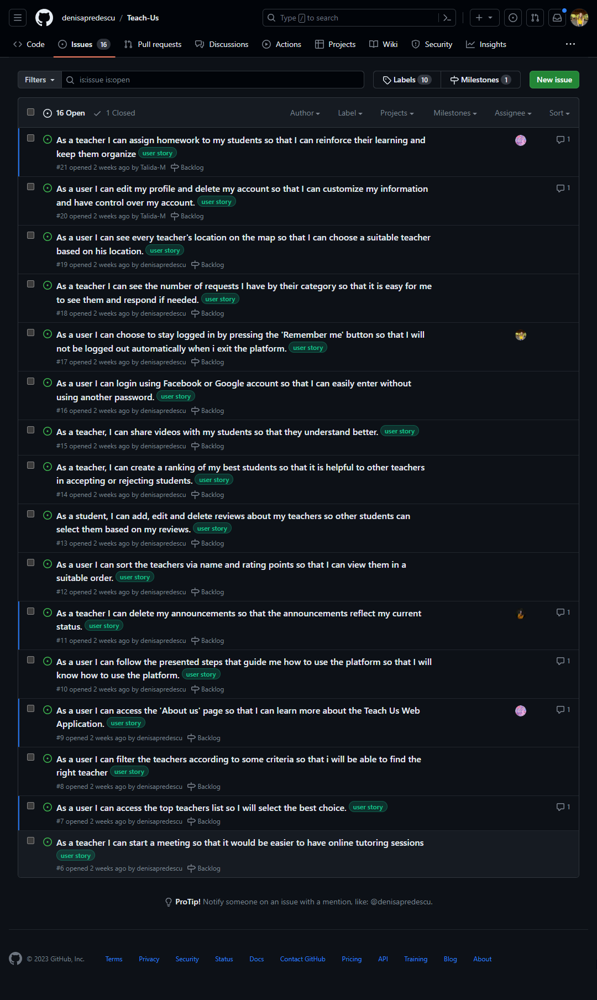 denisapredescu / Teach-Us
Type / to search
Code Issues 16 Pull requests Discussions Actions Projects Wiki Security Insights
Filters is:issue is:open Labels 10 Milestones 1 New issue
16 Open 1 Closed Author Label Projects Milestones Assignee Sort
As a teacher I can assign homework to my students so that I can reinforce their learning and 1
keep them organize user story
#21 opened 2 weeks ago by Talida-M Backlog
As a user I can edit my profile and delete my account so that I can customize my information 1
and have control over my account. user story
#20 opened 2 weeks ago by Talida-M Backlog
As a user I can see every teacher's location on the map so that I can choose a suitable teacher
based on his location. user story
#19 opened 2 weeks ago by denisapredescu Backlog
As a teacher I can see the number of requests I have by their category so that it is easy for me
to see them and respond if needed. user story
#18 opened 2 weeks ago by denisapredescu Backlog
As a user I can choose to stay logged in by pressing the 'Remember me' button so that I will
not be logged out automatically when i exit the platform. user story
#17 opened 2 weeks ago by denisapredescu Backlog
As a user I can login using Facebook or Google account so that I can easily enter without
using another password. user story
#16 opened 2 weeks ago by denisapredescu Backlog
As a teacher, I can share videos with my students so that they understand better. user story
#15 opened 2 weeks ago by denisapredescu Backlog
As a teacher, I can create a ranking of my best students so that it is helpful to other teachers
in accepting or rejecting students. user story
#14 opened 2 weeks ago by denisapredescu Backlog
As a student, I can add, edit and delete reviews about my teachers so other students can
select them based on my reviews. user story
#13 opened 2 weeks ago by denisapredescu Backlog
As a user I can sort the teachers via name and rating points so that I can view them in a
suitable order. user story
#12 opened 2 weeks ago by denisapredescu Backlog
As a teacher I can delete my announcements so that the announcements reflect my current 1
status. user story
#11 opened 2 weeks ago by denisapredescu Backlog
As a user I can follow the presented steps that guide me how to use the platform so that I will 1
know how to use the platform. user story
#10 opened 2 weeks ago by denisapredescu Backlog
As a user I can access the 'About us' page so that I can learn more about the Teach Us Web 1
Application. user story
#9 opened 2 weeks ago by denisapredescu Backlog
As a user I can filter the teachers according to some criteria so that i will be able to find the
right teacher user story
#8 opened 2 weeks ago by denisapredescu Backlog
As a user I can access the top teachers list so I will select the best choice. user story 1
#7 opened 2 weeks ago by denisapredescu Backlog
As a teacher I can start a meeting so that it would be easier to have online tutoring sessions
user story
#6 opened 2 weeks ago by denisapredescu Backlog
ProTip! Notify someone on an issue with a mention, like: @denisapredescu.
© 2023 GitHub, Inc. Terms Privacy Security Status Docs Contact GitHub Pricing API Training Blog About